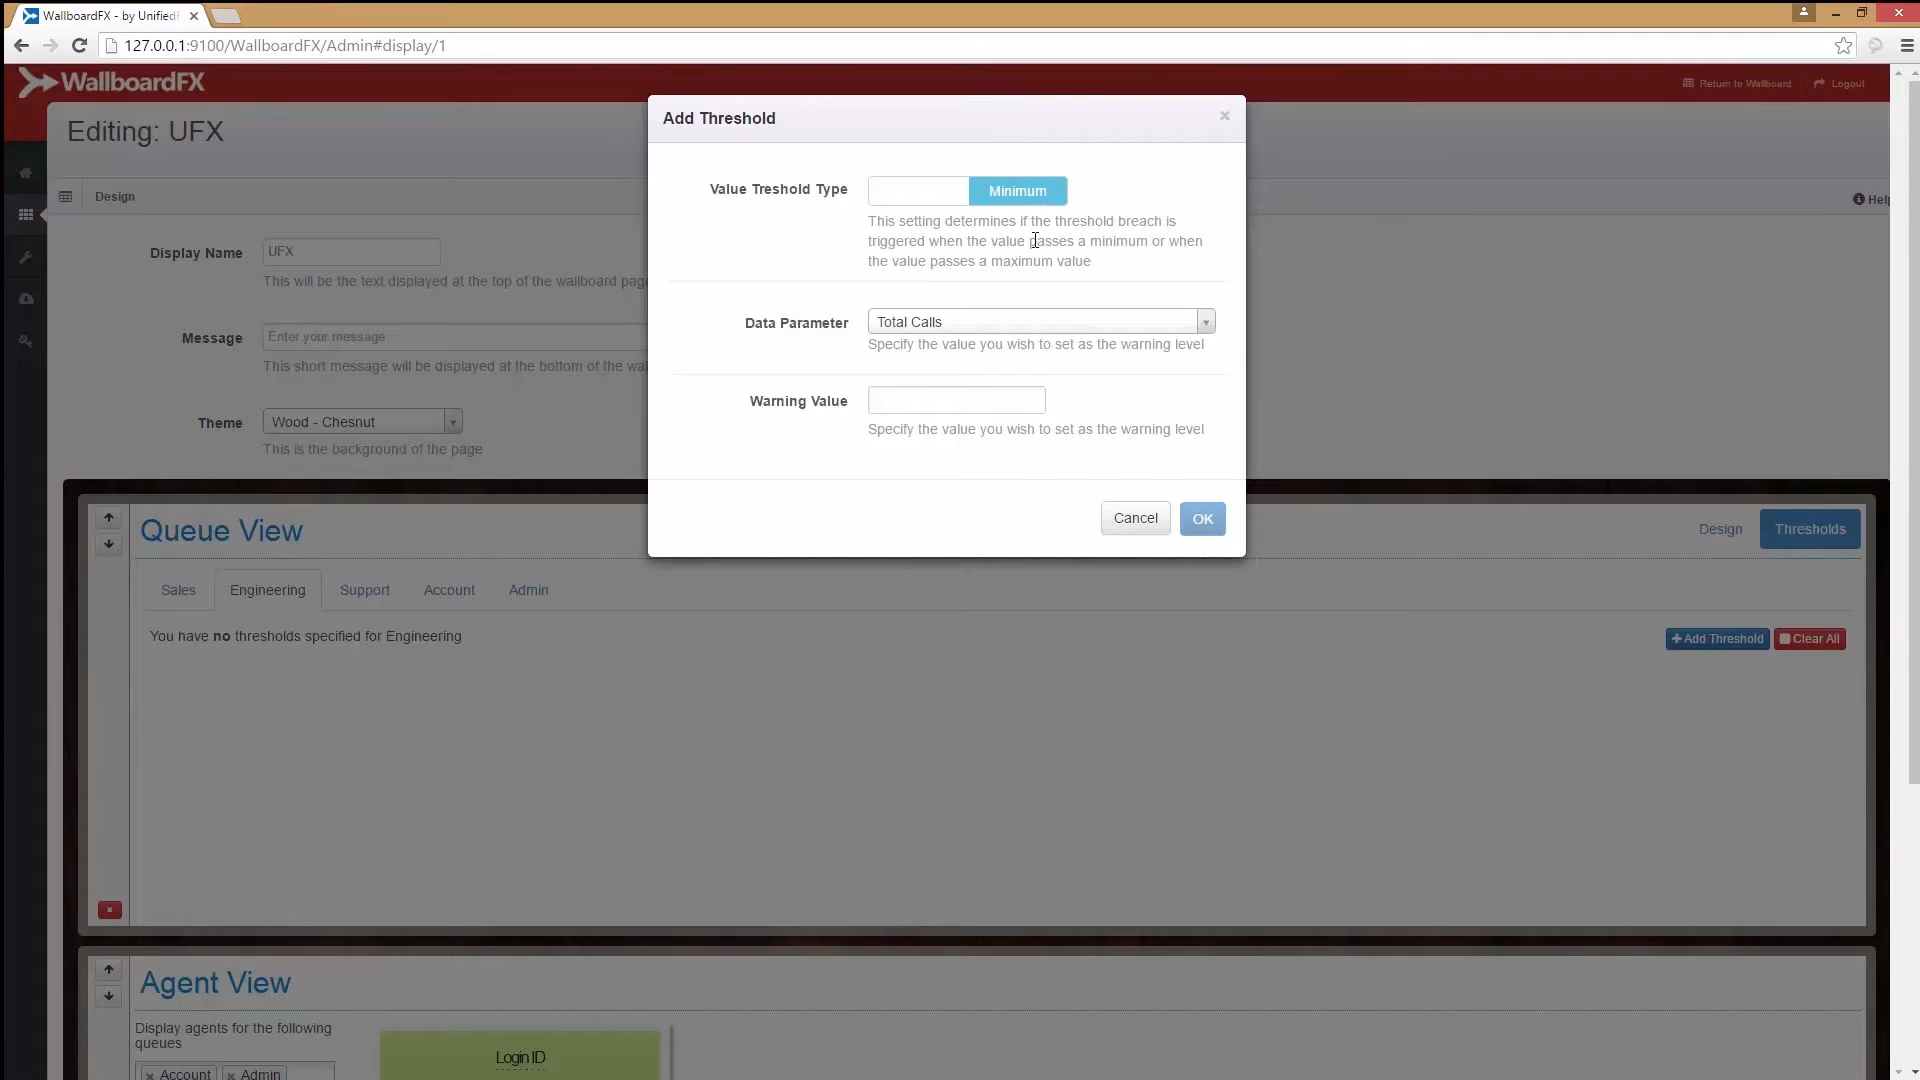 WallboardFX - by UnifiedF
127.0.0.1:9100/WallboardFX/Admin#display/1
WallboardFX
Return to Wallboard
Logout
Editing: UFX
Design
Help
Display Name
UFX
This will be the text displayed at the top of the wallboard page
Message
Enter your message
This short message will be displayed at the bottom of the wal
Theme
Wood - Chesnut
This is the background of the page
Add Threshold
×
Value Treshold Type
Minimum
This setting determines if the threshold breach is
triggered when the value passes a minimum or when
the value passes a maximum value
Data Parameter
Total Calls
Specify the value you wish to set as the warning level
Warning Value
Specify the value you wish to set as the warning level
Cancel
OK
Queue View
Design
Thresholds
Sales
Engineering
Support
Account
Admin
You have no thresholds specified for Engineering
Add Threshold
Clear All
Agent View
Display agents for the following
queues
Account
Admin
Login ID